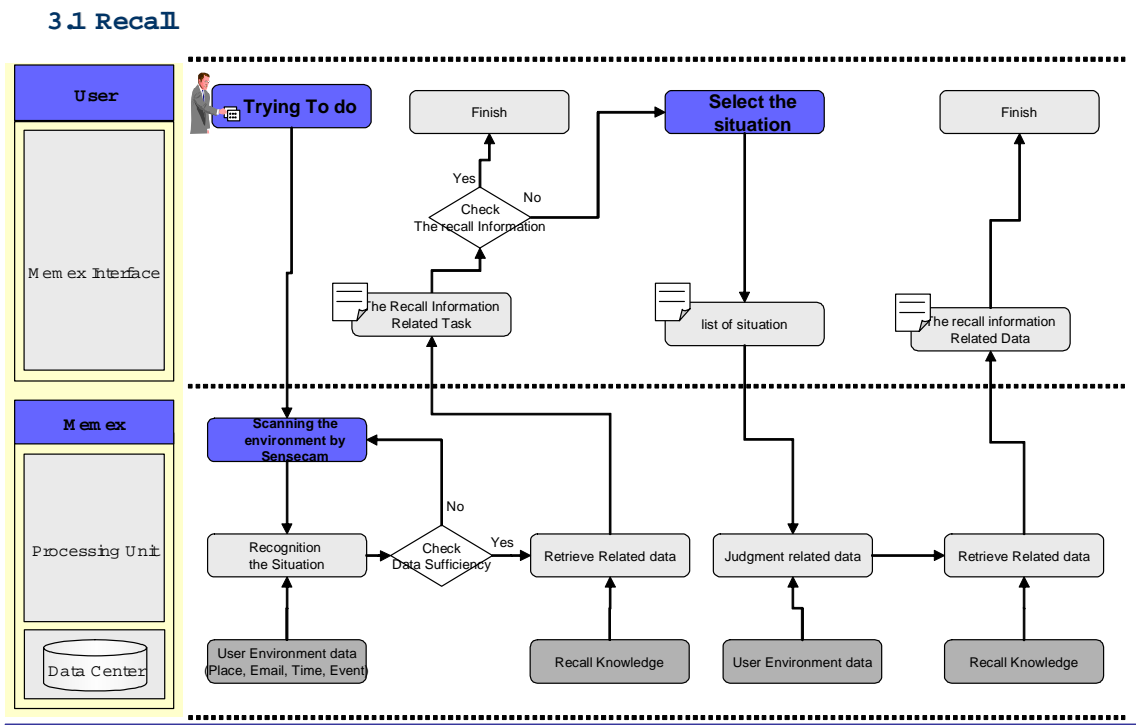 3.1 Recall
User
Memex Interface
Trying To do
Finish
Select the
situation
Finish
Yes
No
Check
The recall Information
The Recall Information
Related Task
list of situation
The recall information
Related Data
Memex
Processing Unit
Data Center
Scanning the
environment by
Sensecam
No
Recognition
the Situation
Check
Data Sufficiency
Yes
Retrieve Related data
Judgment related data
Retrieve Related data
User Environment data
(Place, Email, Time, Event)
Recall Knowledge
User Environment data
Recall Knowledge